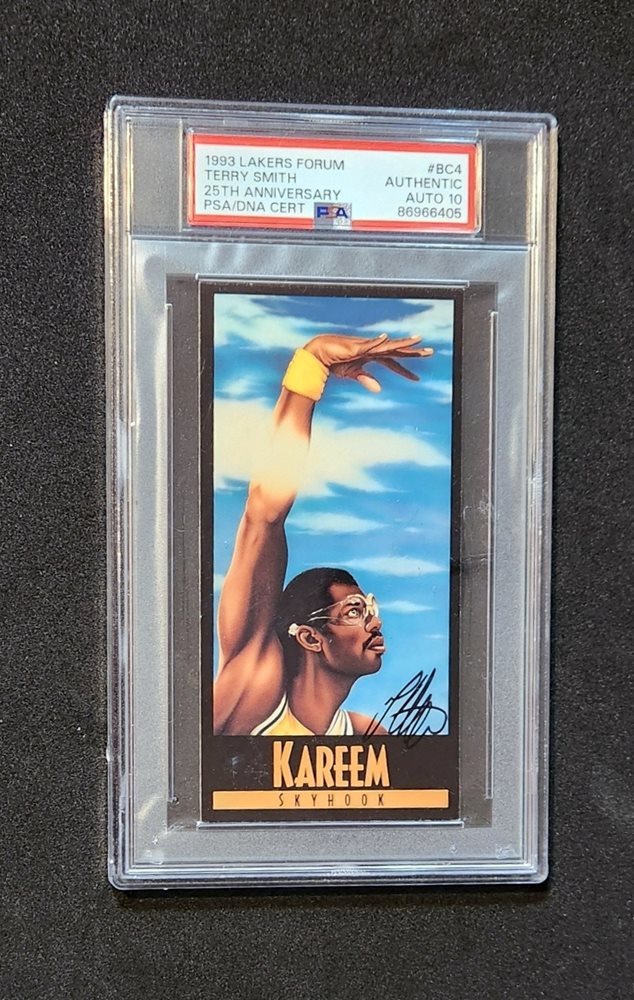 1993 LAKERS FORUM #BC4
TERRY SMITH AUTHENTIC
25TH ANNIVERSARY AUTO 10
PSA/DNA CERT PSA 86966405
KAREEM
SKYHOOK